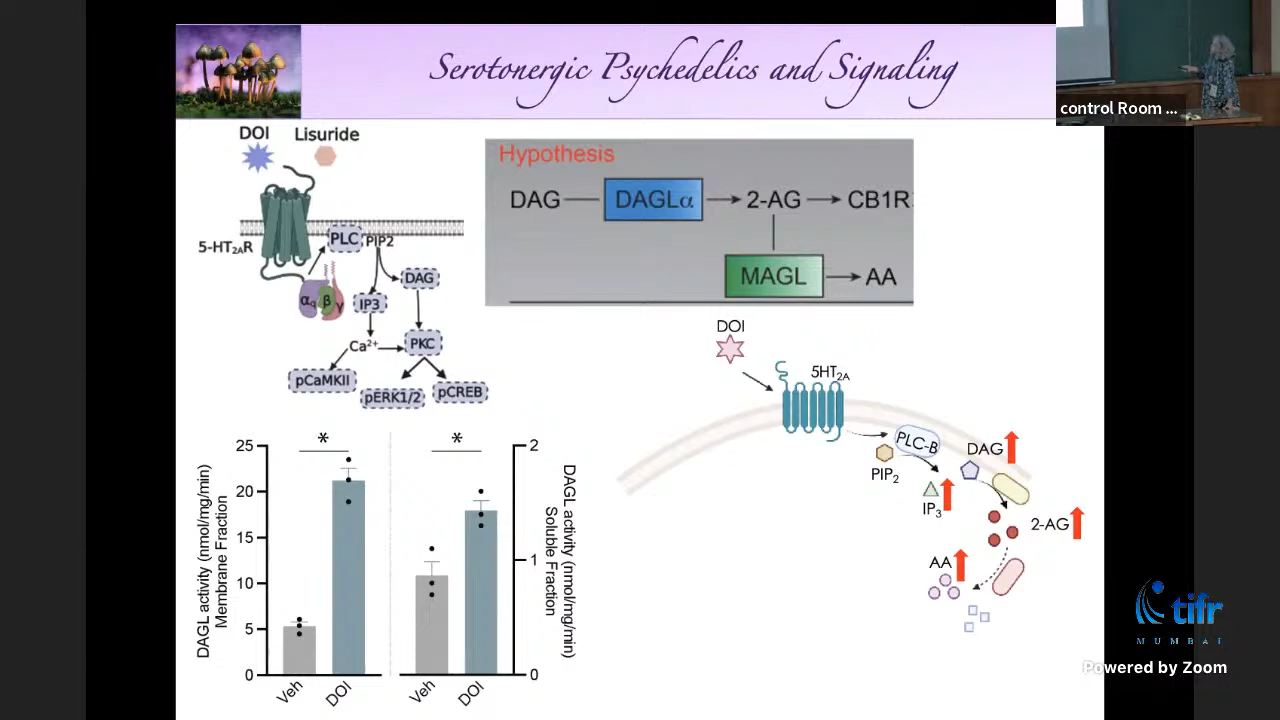 Serotonergic Psychedelics and Signaling
control Room ...
DOI
Lisuride
5-HT2AR
PLC
PIP2
DAG
αq
β
γ
IP3
Ca²⁺
PKC
pCaMKII
pERK1/2
pCREB
Hypothesis
DAG
DAGLα
2-AG
CB1R
MAGL
AA
DOI
5HT2A
PLC-B
DAG
PIP2
IP3
2-AG
AA
DAGL activity (nmol/mg/min)
Membrane Fraction
25
20
15
10
5
0
*
Veh
DOI
*
2
1
0
Veh
DOI
DAGL activity (nmol/mg/min)
Soluble Fraction
tifr
MUMBAI
Powered by Zoom